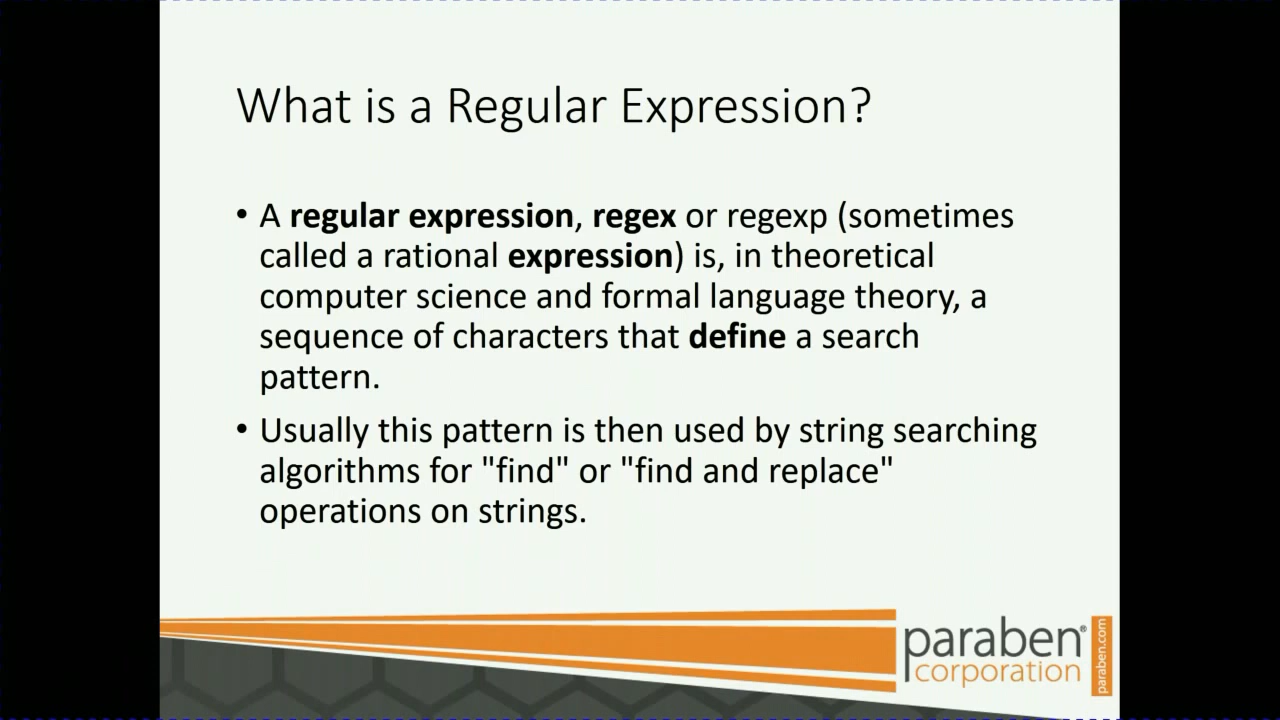 What is a Regular Expression?
• A regular expression, regex or regexp (sometimes
called a rational expression) is, in theoretical
computer science and formal language theory, a
sequence of characters that define a search
pattern.
• Usually this pattern is then used by string searching
algorithms for "find" or "find and replace"
operations on strings.
paraben®
corporation
paraben.com